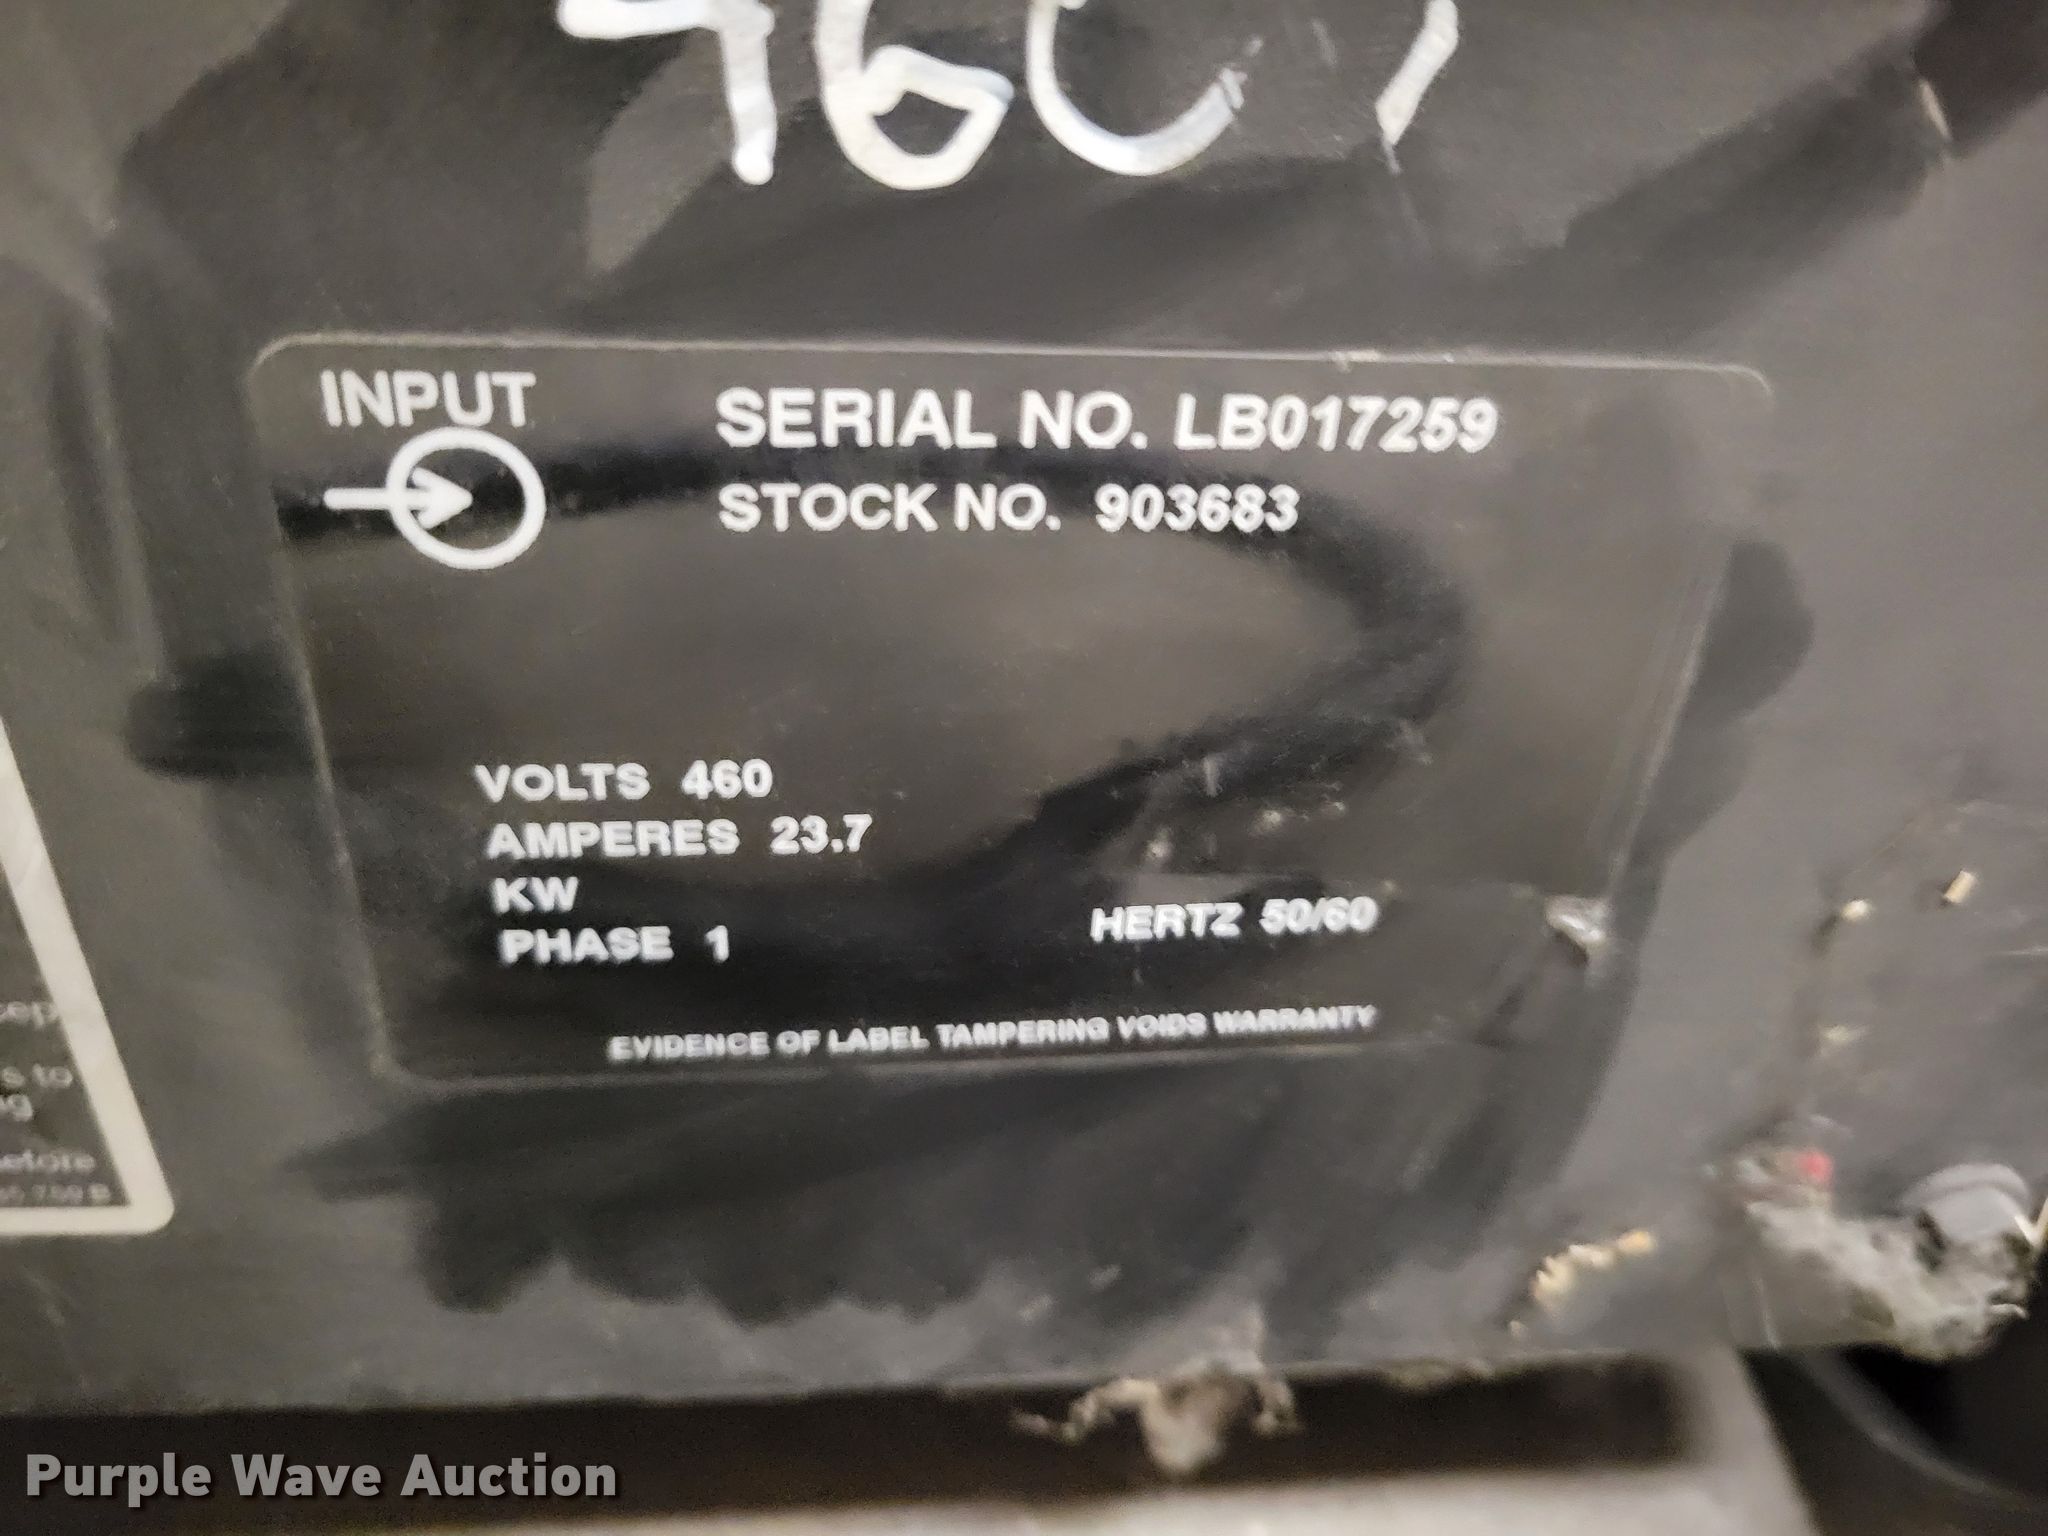 INPUT
SERIAL NO. LB017259
STOCK NO. 903683
VOLTS 460
AMPERES 23.7
KW
PHASE 1
HERTZ 50/60
EVIDENCE OF LABEL TAMPERING VOIDS WARRANTY
s to
Purple Wave Auction